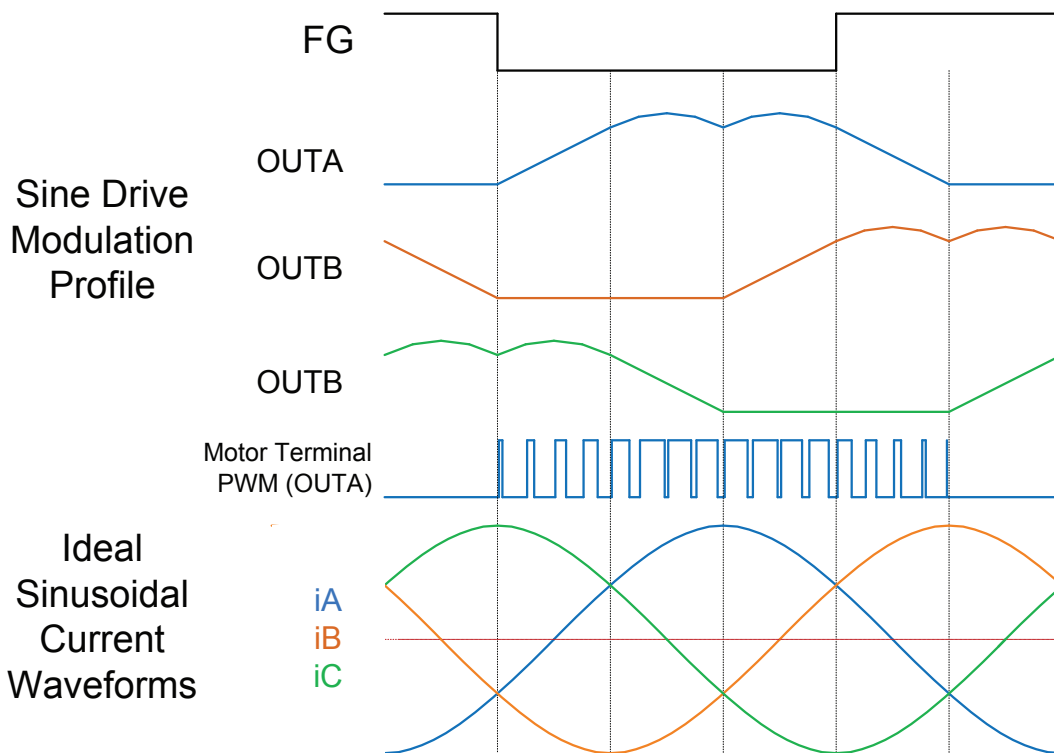 FG
OUTA
Sine Drive
Modulation
Profile
OUTB
OUTB
Motor Terminal
PWM (OUTA)
Ideal
Sinusoidal
Current
Waveforms
iA
iB
iC